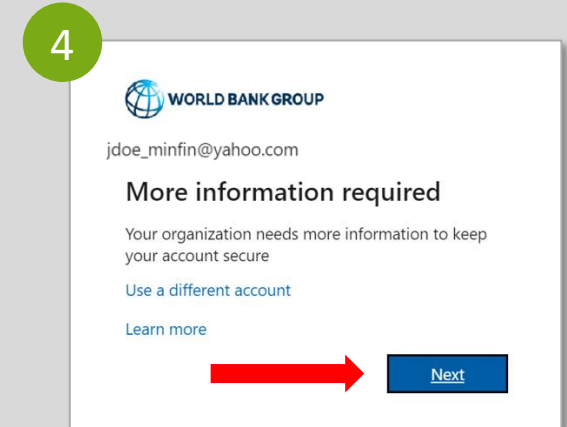 4
WORLD BANK GROUP
jdoe_minfin@yahoo.com
More information required
Your organization needs more information to keep
your account secure
Use a different account
Learn more
Next